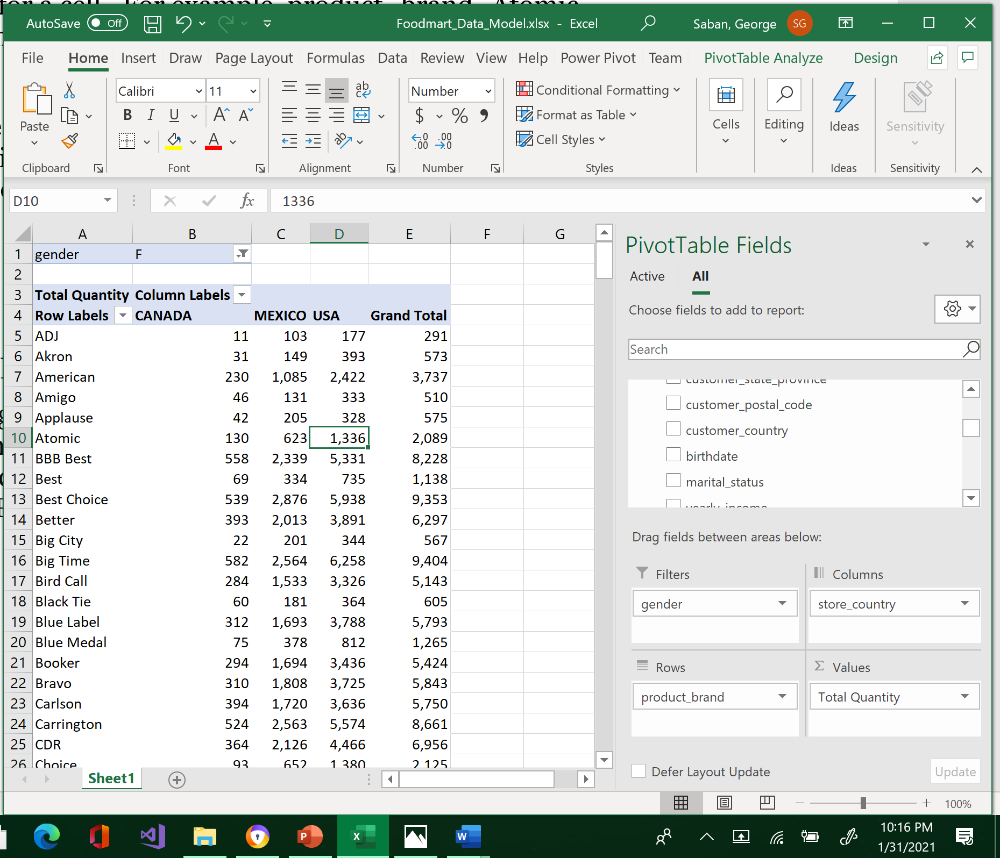 for a cell. For example, product_brand_Atomic
AutoSave Off Foodmart_Data_Model.xlsx - Excel Saban, George SG
File Home Insert Draw Page Layout Formulas Data Review View Help Power Pivot Team PivotTable Analyze Design
Calibri 11 ab c Number Conditional Formatting
Paste B I U A A $ % , Format as Table Cells Editing Ideas Sensitivity
A .00 .00 Cell Styles
Clipboard Font Alignment Number Styles Ideas Sensitivity
D10 fx 1336
A B C D E F G
1 gender F
2
3 Total Quantity Column Labels
4 Row Labels CANADA MEXICO USA Grand Total
5 ADJ 11 103 177 291
6 Akron 31 149 393 573
7 American 230 1,085 2,422 3,737
8 Amigo 46 131 333 510
9 Applause 42 205 328 575
10 Atomic 130 623 1,336 2,089
11 BBB Best 558 2,339 5,331 8,228
12 Best 69 334 735 1,138
13 Best Choice 539 2,876 5,938 9,353
14 Better 393 2,013 3,891 6,297
15 Big City 22 201 344 567
16 Big Time 582 2,564 6,258 9,404
17 Bird Call 284 1,533 3,326 5,143
18 Black Tie 60 181 364 605
19 Blue Label 312 1,693 3,788 5,793
20 Blue Medal 75 378 812 1,265
21 Booker 294 1,694 3,436 5,424
22 Bravo 310 1,808 3,725 5,843
23 Carlson 394 1,720 3,636 5,750
24 Carrington 524 2,563 5,574 8,661
25 CDR 364 2,126 4,466 6,956
26 Choice 93 652 1,380 2,125
Sheet1
PivotTable Fields
Active All
Choose fields to add to report:
Search
customer_state_province
customer_postal_code
customer_country
birthdate
marital_status
yearly_income
Drag fields between areas below:
Filters Columns
gender store_country
Rows Σ Values
product_brand Total Quantity
Defer Layout Update Update
100%
10:16 PM
1/31/2021